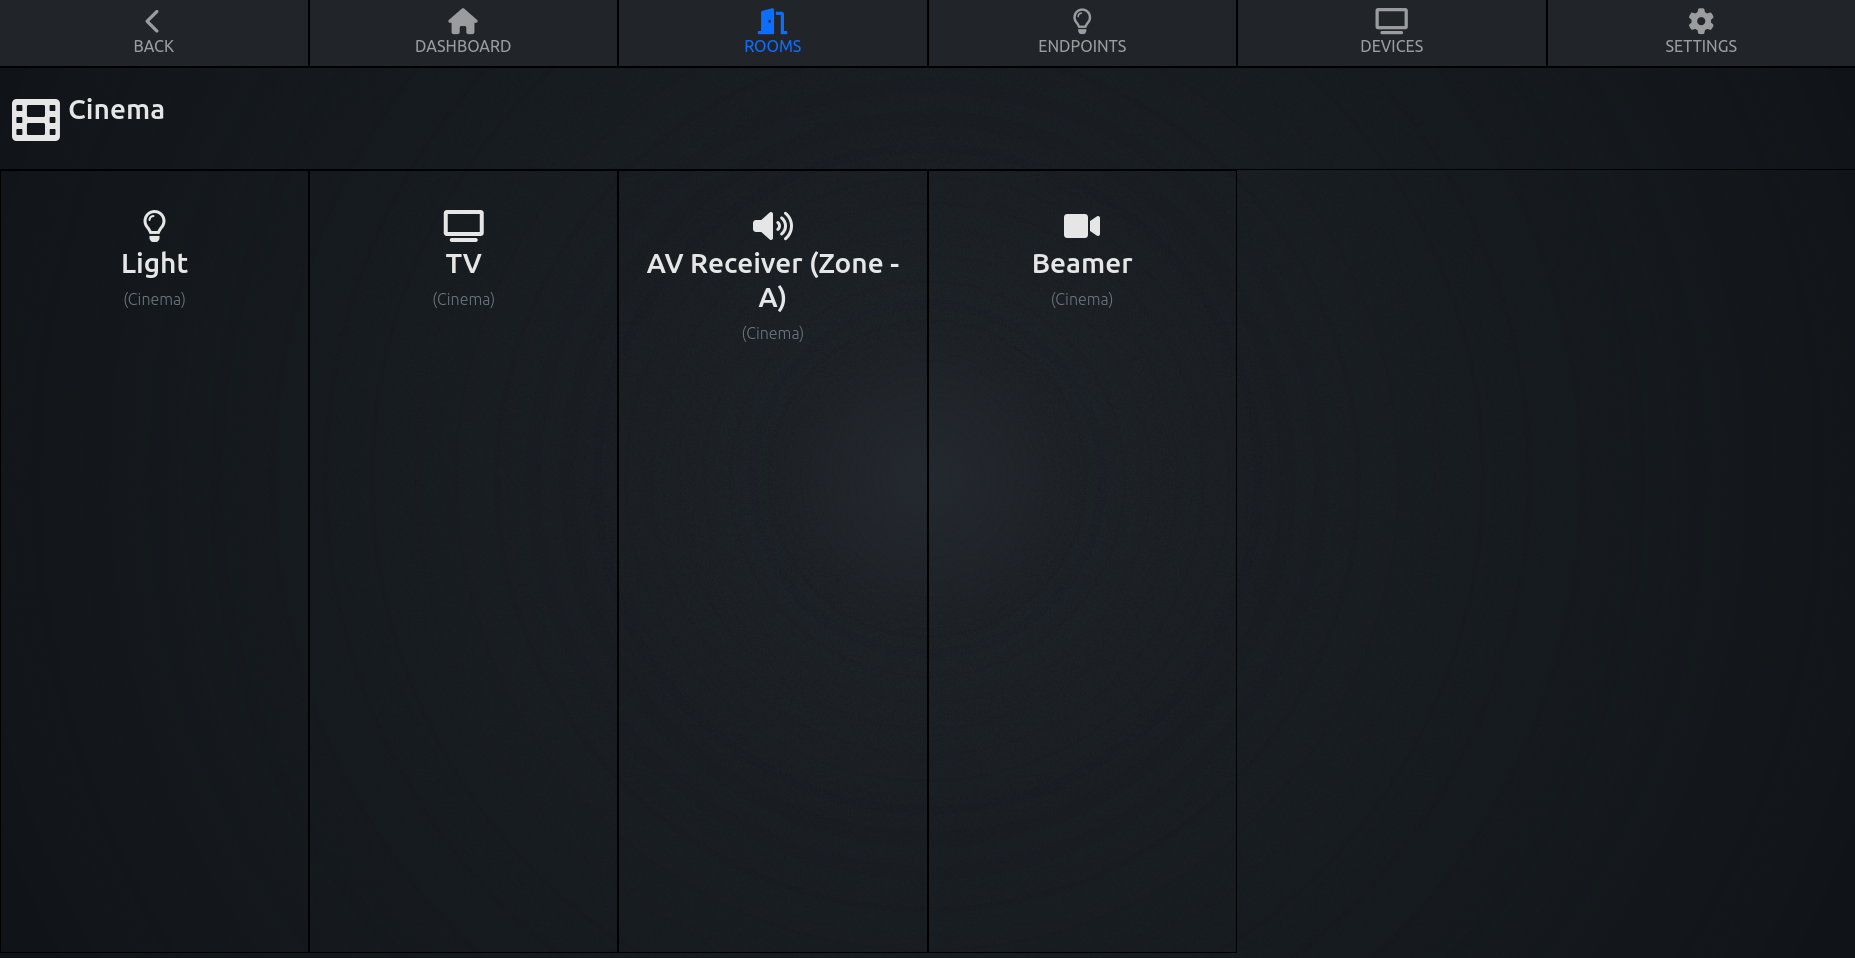 BACK
DASHBOARD
ROOMS
ENDPOINTS
DEVICES
SETTINGS
Cinema
Light
(Cinema)
TV
(Cinema)
AV Receiver (Zone -
A)
(Cinema)
Beamer
(Cinema)